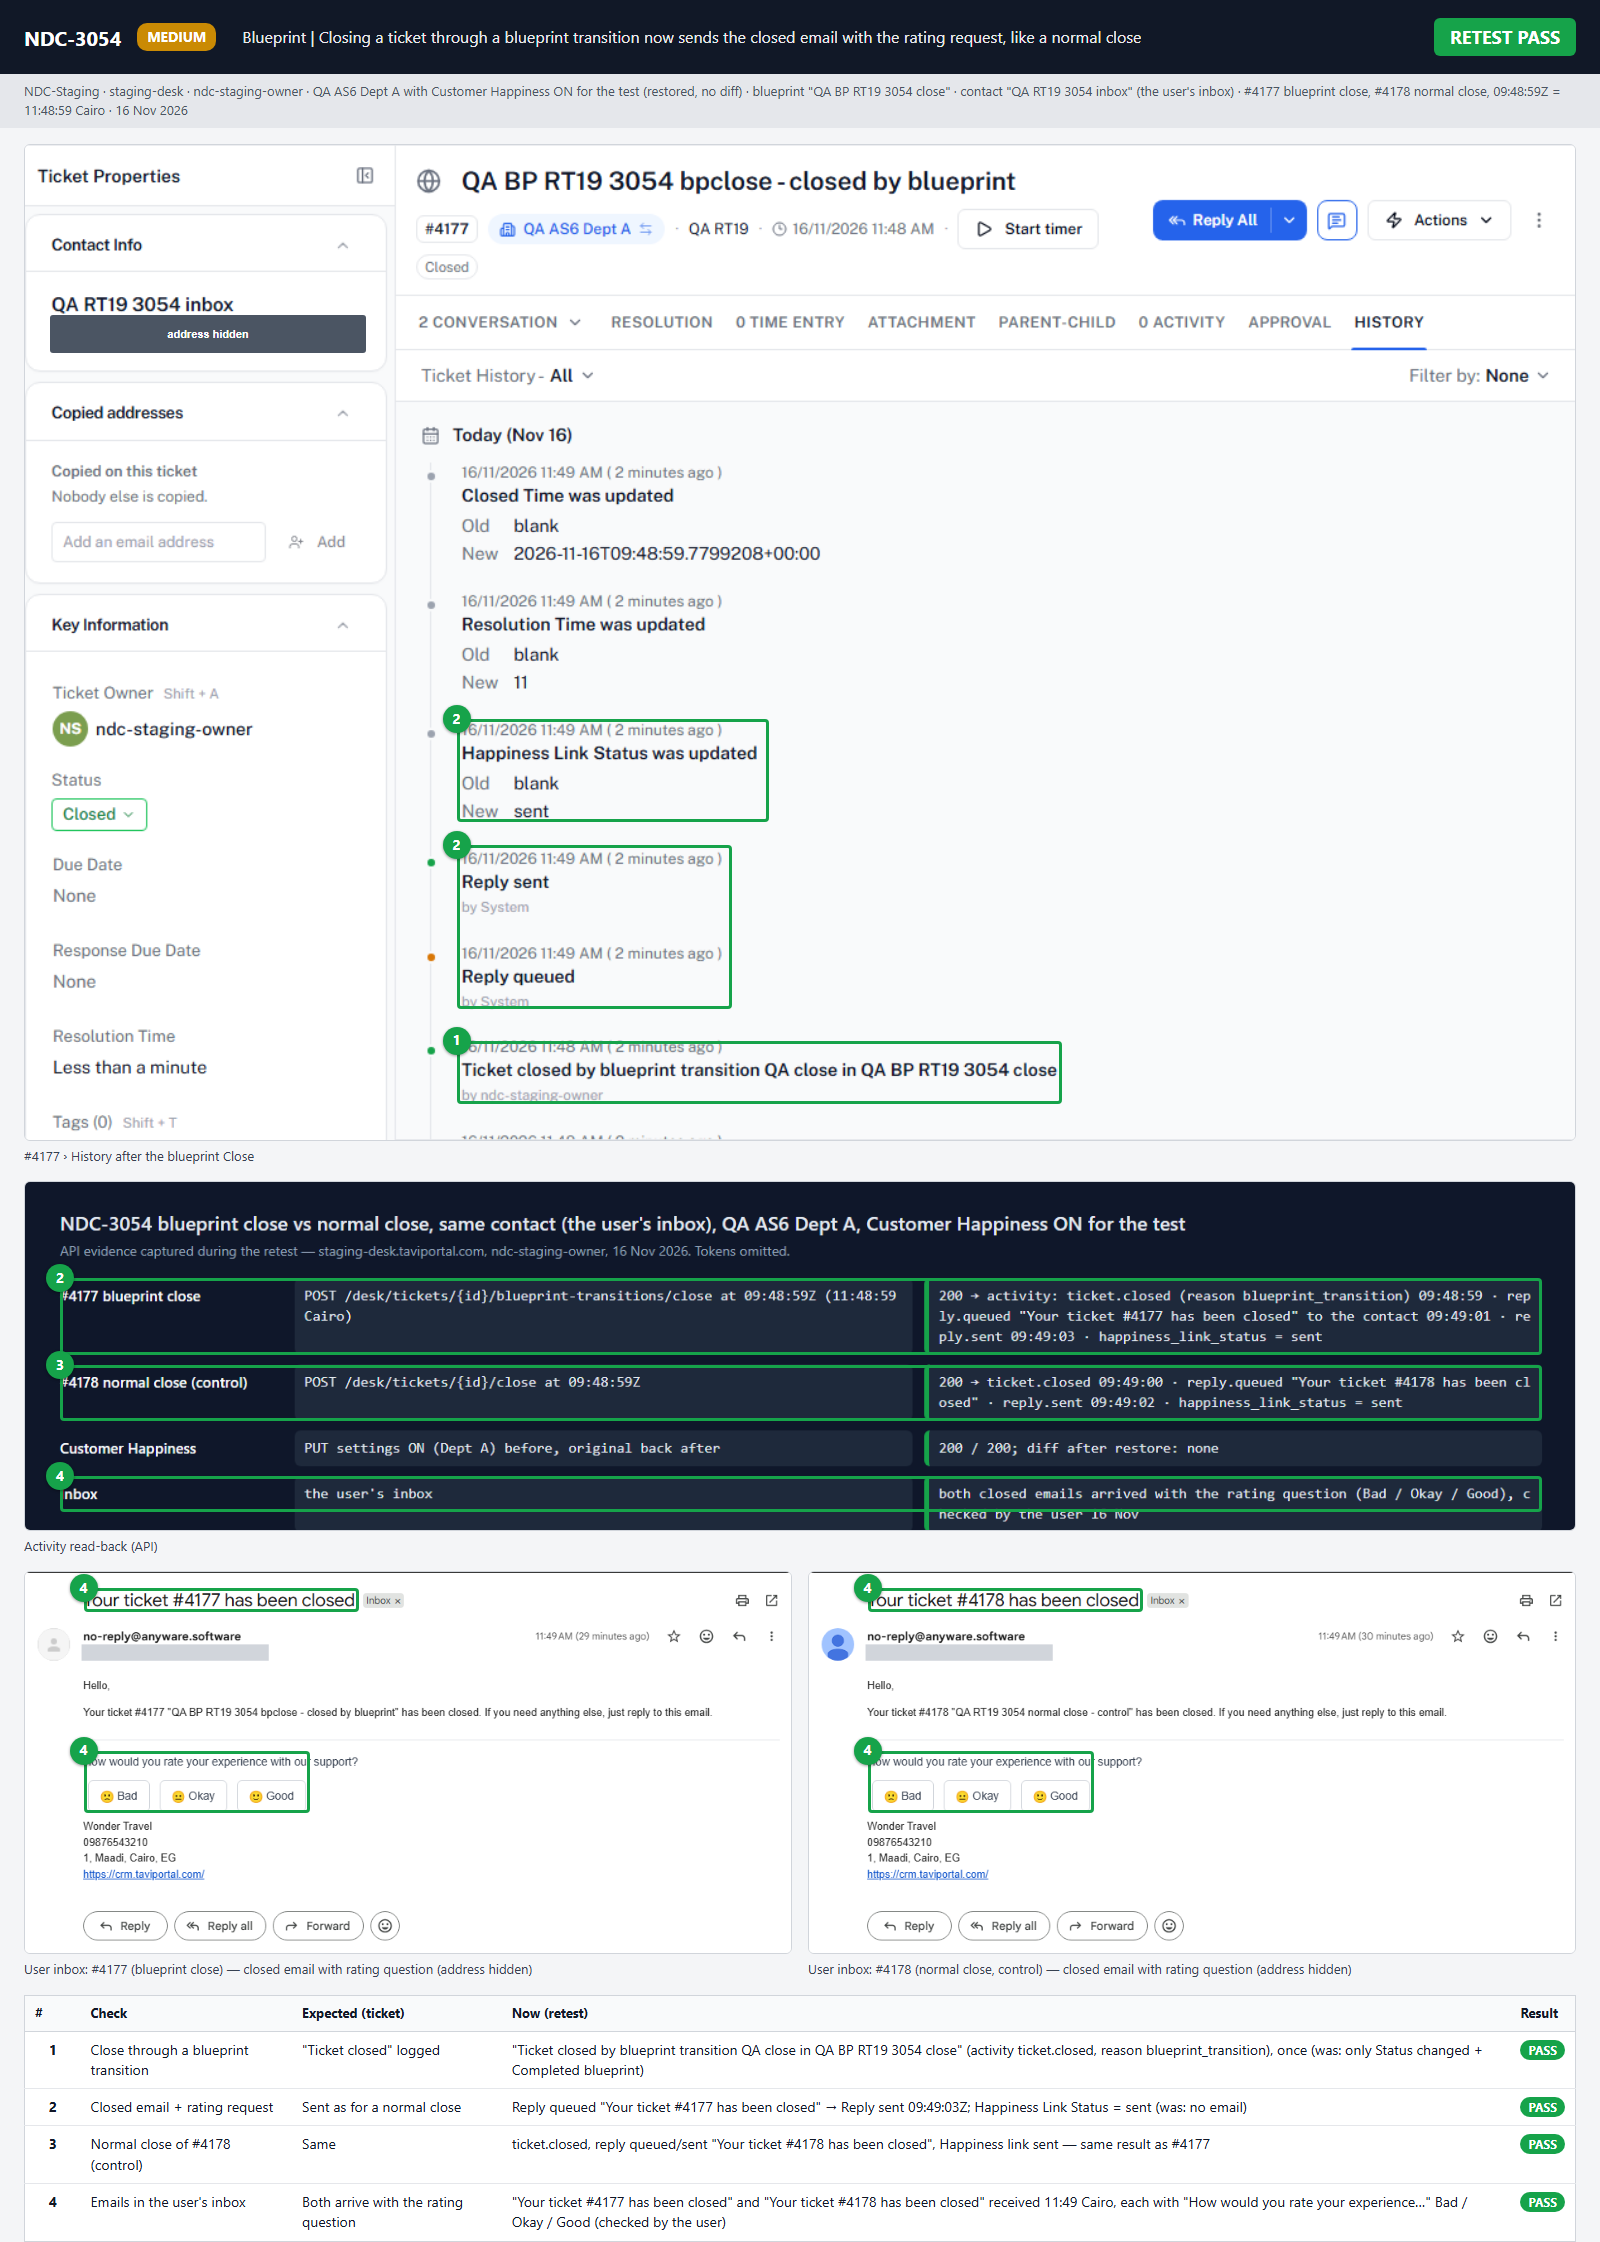 NDC-3054
MEDIUM
Blueprint | Closing a ticket through a blueprint transition now sends the closed email with the rating request, like a normal close
RETEST PASS
NDC-Staging · staging-desk · ndc-staging-owner · QA AS6 Dept A with Customer Happiness ON for the test (restored, no diff) · blueprint "QA BP RT19 3054 close" · contact "QA RT19 3054 inbox" (the user's inbox) · #4177 blueprint close, #4178 normal close, 09:48:59Z =
11:48:59 Cairo · 16 Nov 2026
Ticket Properties
Contact Info
QA RT19 3054 inbox
address hidden
Copied addresses
Copied on this ticket
Nobody else is copied.
Add an email address
Add
Key Information
Ticket Owner Shift + A
NS ndc-staging-owner
Status
Closed
Due Date
None
Response Due Date
None
Resolution Time
Less than a minute
Tags (0) Shift + T
QA BP RT19 3054 bpclose - closed by blueprint
#4177 QA AS6 Dept A · QA RT19 · 16/11/2026 11:48 AM · Start timer
Reply All
Actions
Closed
2 CONVERSATION RESOLUTION 0 TIME ENTRY ATTACHMENT PARENT-CHILD 0 ACTIVITY APPROVAL HISTORY
Ticket History - All
Filter by: None
Today (Nov 16)
16/11/2026 11:49 AM ( 2 minutes ago )
Closed Time was updated
Old blank
New 2026-11-16T09:48:59.7799208+00:00
16/11/2026 11:49 AM ( 2 minutes ago )
Resolution Time was updated
Old blank
New 11
2
16/11/2026 11:49 AM ( 2 minutes ago )
Happiness Link Status was updated
Old blank
New sent
2
16/11/2026 11:49 AM ( 2 minutes ago )
Reply sent
by System
16/11/2026 11:49 AM ( 2 minutes ago )
Reply queued
by System
1
16/11/2026 11:48 AM ( 2 minutes ago )
Ticket closed by blueprint transition QA close in QA BP RT19 3054 close
by ndc-staging-owner
#4177 › History after the blueprint Close
NDC-3054 blueprint close vs normal close, same contact (the user's inbox), QA AS6 Dept A, Customer Happiness ON for the test
API evidence captured during the retest — staging-desk.taviportal.com, ndc-staging-owner, 16 Nov 2026. Tokens omitted.
2
#4177 blueprint close
POST /desk/tickets/{id}/blueprint-transitions/close at 09:48:59Z (11:48:59
Cairo)
200 → activity: ticket.closed (reason blueprint_transition) 09:48:59 · rep
ly.queued "Your ticket #4177 has been closed" to the contact 09:49:01 · re
ply.sent 09:49:03 · happiness_link_status = sent
3
#4178 normal close (control)
POST /desk/tickets/{id}/close at 09:48:59Z
200 → ticket.closed 09:49:00 · reply.queued "Your ticket #4178 has been cl
osed" · reply.sent 09:49:02 · happiness_link_status = sent
Customer Happiness
PUT settings ON (Dept A) before, original back after
200 / 200; diff after restore: none
4
Inbox
the user's inbox
both closed emails arrived with the rating question (Bad / Okay / Good), c
hecked by the user 16 Nov
Activity read-back (API)
4
Your ticket #4177 has been closed Inbox ×
no-reply@anyware.software
11:49 AM (29 minutes ago)
Hello,
Your ticket #4177 "QA BP RT19 3054 bpclose - closed by blueprint" has been closed. If you need anything else, just reply to this email.
4
How would you rate your experience with our support?
Bad Okay Good
Wonder Travel
09876543210
1, Maadi, Cairo, EG
https://crm.taviportal.com/
Reply Reply all Forward
User inbox: #4177 (blueprint close) — closed email with rating question (address hidden)
4
Your ticket #4178 has been closed Inbox ×
no-reply@anyware.software
11:49 AM (30 minutes ago)
Hello,
Your ticket #4178 "QA RT19 3054 normal close - control" has been closed. If you need anything else, just reply to this email.
4
How would you rate your experience with our support?
Bad Okay Good
Wonder Travel
09876543210
1, Maadi, Cairo, EG
https://crm.taviportal.com/
Reply Reply all Forward
User inbox: #4178 (normal close, control) — closed email with rating question (address hidden)
# Check Expected (ticket) Now (retest) Result
1 Close through a blueprint
transition
"Ticket closed" logged
"Ticket closed by blueprint transition QA close in QA BP RT19 3054 close" (activity ticket.closed, reason blueprint_transition), once (was: only Status changed +
Completed blueprint)
PASS
2 Closed email + rating request Sent as for a normal close Reply queued "Your ticket #4177 has been closed" → Reply sent 09:49:03Z; Happiness Link Status = sent (was: no email) PASS
3 Normal close of #4178
(control)
Same
ticket.closed, reply queued/sent "Your ticket #4178 has been closed", Happiness link sent — same result as #4177
PASS
4 Emails in the user's inbox
Both arrive with the rating
question
"Your ticket #4177 has been closed" and "Your ticket #4178 has been closed" received 11:49 Cairo, each with "How would you rate your experience..." Bad /
Okay / Good (checked by the user)
PASS